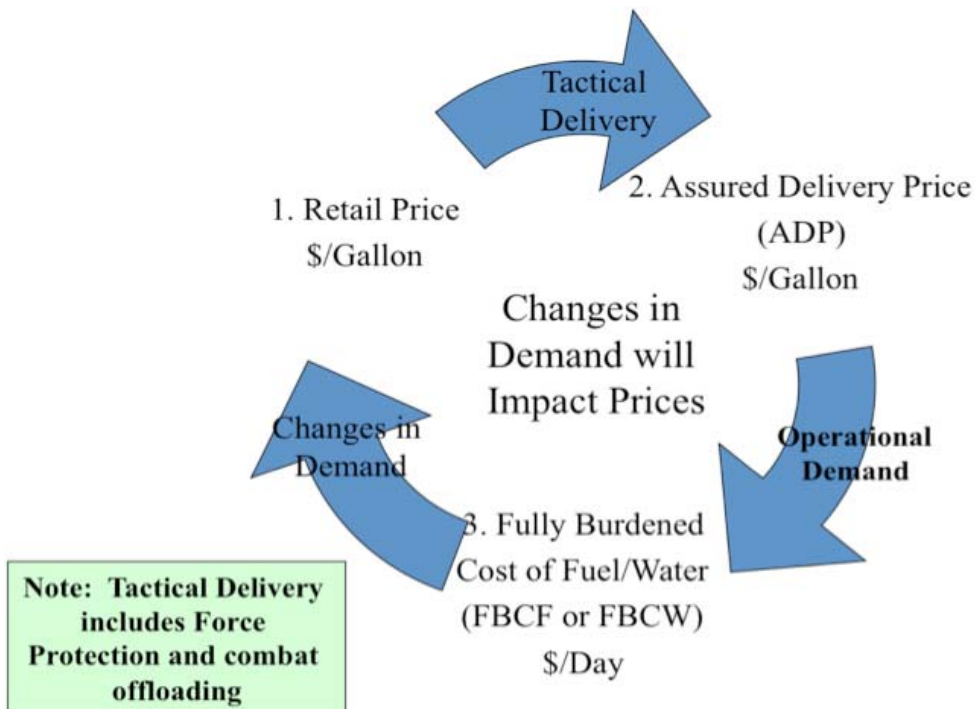 Tactical
Delivery
1. Retail Price
$/Gallon
2. Assured Delivery Price
(ADP)
$/Gallon
Changes in
Demand will
Impact Prices
Operational
Demand
Changes in
Demand
3. Fully Burdened
Cost of Fuel/Water
(FBCF or FBCW)
$/Day
Note: Tactical Delivery
includes Force
Protection and combat
offloading